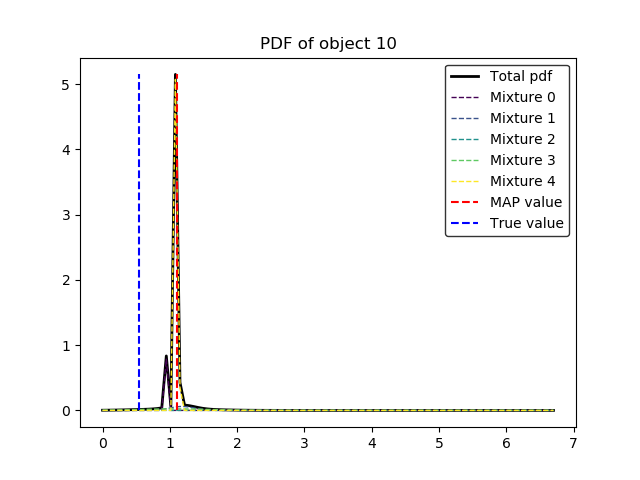 PDF of object 10
Total pdf
Mixture 0
Mixture 1
Mixture 2
Mixture 3
Mixture 4
MAP value
True value
5
4
3
2
1
0
0 1 2 3 4 5 6 7